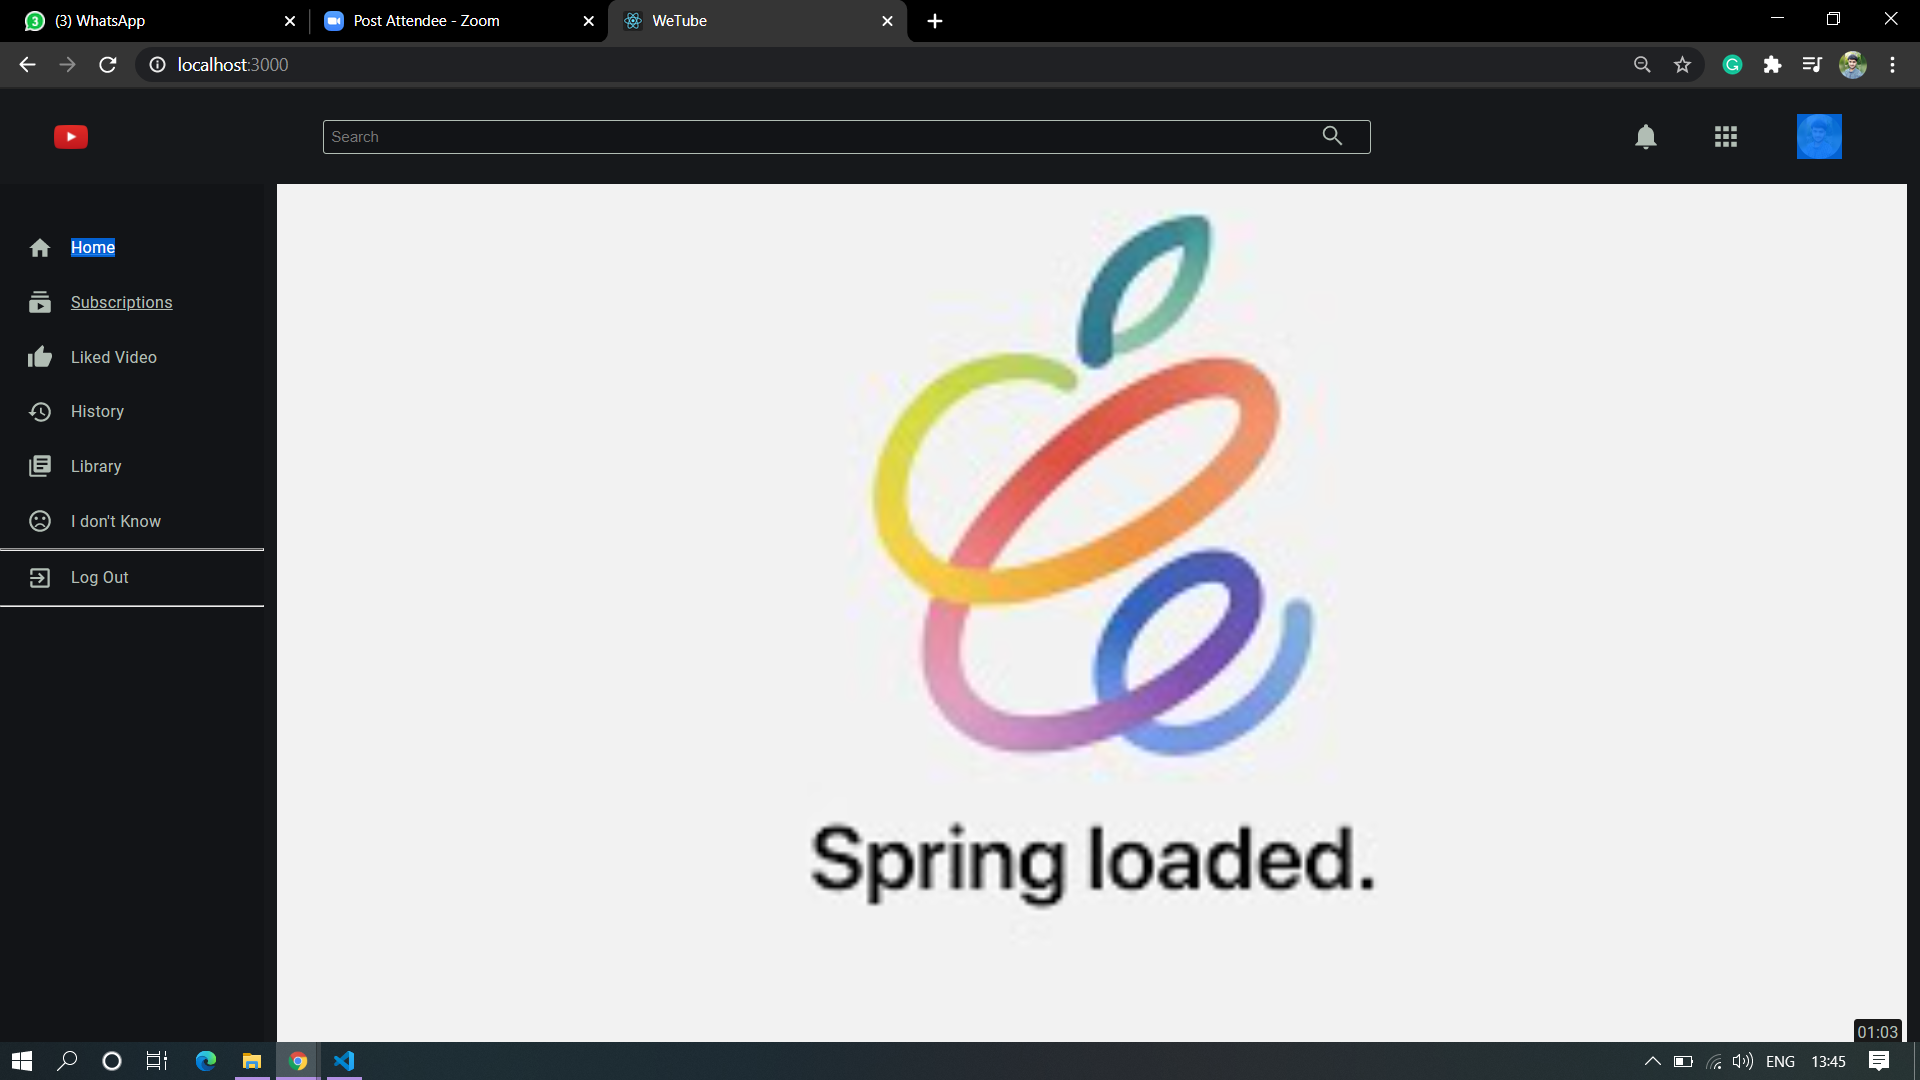 (3) WhatsApp
Post Attendee - Zoom
WeTube
localhost:3000
Search
Home
Subscriptions
Liked Video
History
Library
I don't Know
Log Out
Spring loaded.
01:03
ENG
13:45